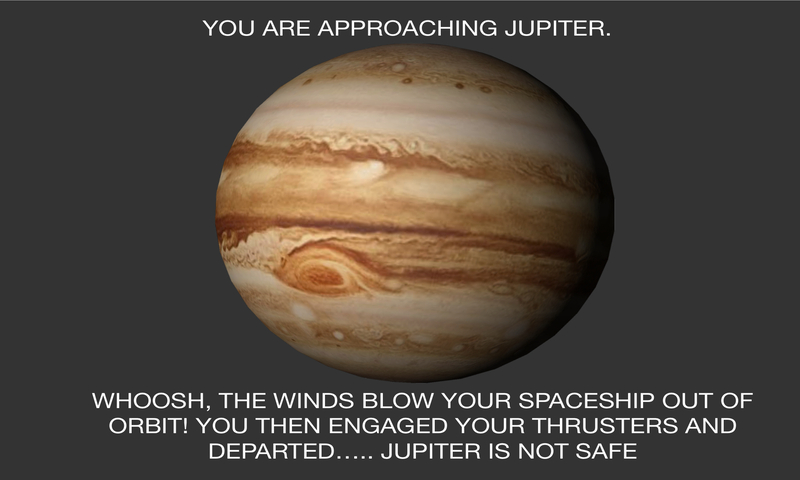 YOU ARE APPROACHING JUPITER.
WHOOSH, THE WINDS BLOW YOUR SPACESHIP OUT OF
ORBIT! YOU THEN ENGAGED YOUR THRUSTERS AND
DEPARTED..... JUPITER IS NOT SAFE